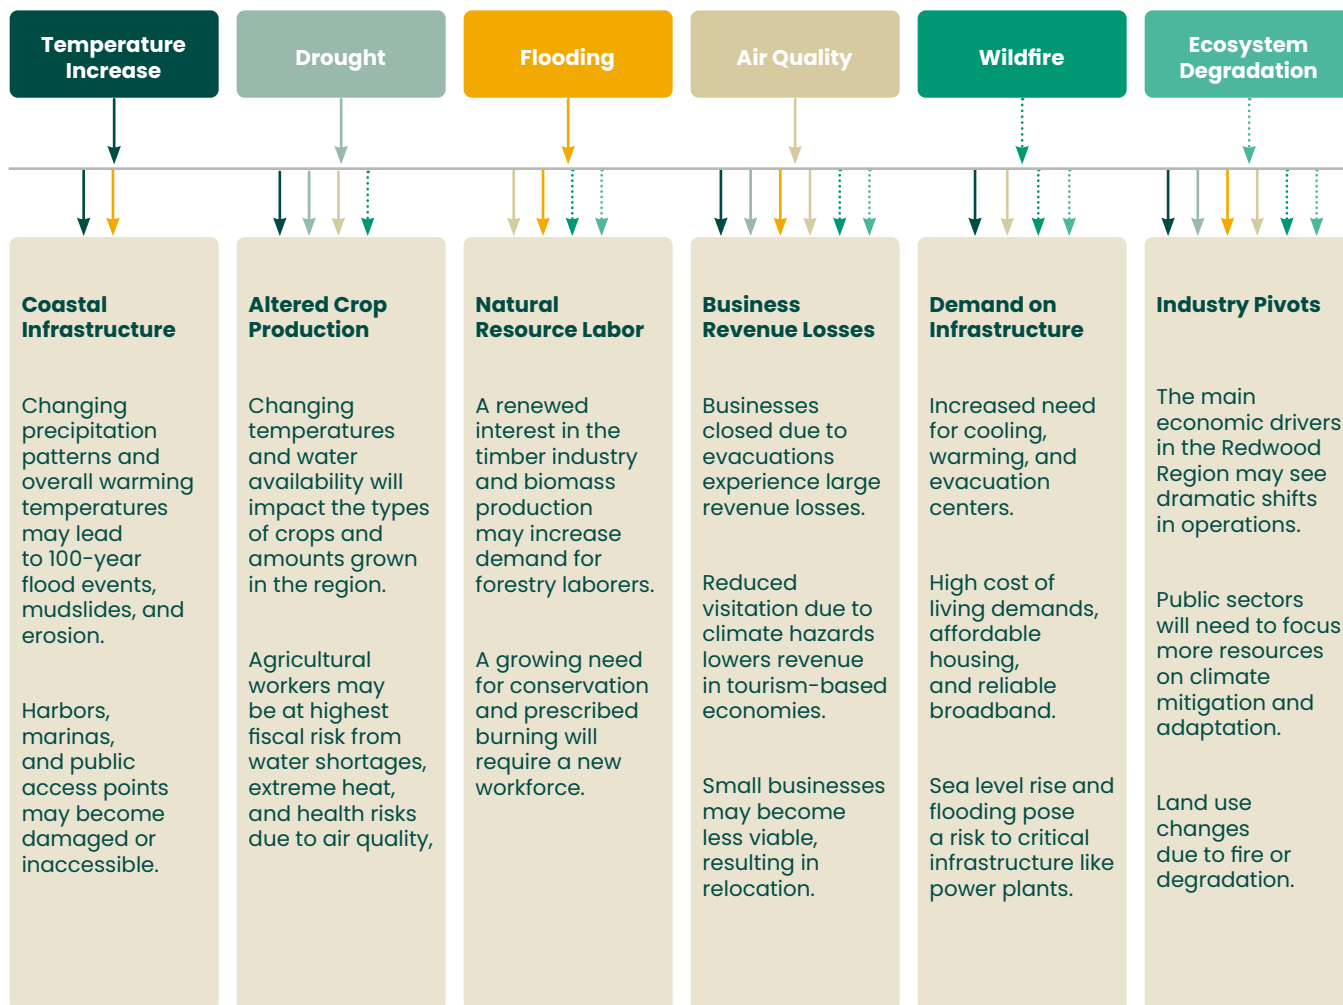 Temperature
Increase
Drought
Flooding
Air Quality
Wildfire
Ecosystem
Degradation
Coastal
Infrastructure
Changing
precipitation
patterns and
overall warming
temperatures
may lead
to 100-year
flood events,
mudslides, and
erosion.
Harbors,
marinas,
and public
access points
may become
damaged or
inaccessible.
Altered Crop
Production
Changing
temperatures
and water
availability will
impact the types
of crops and
amounts grown
in the region.
Agricultural
workers may
be at highest
fiscal risk from
water shortages,
extreme heat,
and health risks
due to air quality,
Natural
Resource Labor
A renewed
interest in the
timber industry
and biomass
production
may increase
demand for
forestry laborers.
A growing need
for conservation
and prescribed
burning will
require a new
workforce.
Business
Revenue Losses
Businesses
closed due to
evacuations
experience large
revenue losses.
Reduced
visitation due to
climate hazards
lowers revenue
in tourism-based
economies.
Small businesses
may become
less viable,
resulting in
relocation.
Demand on
Infrastructure
Increased need
for cooling,
warming, and
evacuation
centers.
High cost of
living demands,
affordable
housing,
and reliable
broadband.
Sea level rise and
flooding pose
a risk to critical
infrastructure like
power plants.
Industry Pivots
The main
economic drivers
in the Redwood
Region may see
dramatic shifts
in operations.
Public sectors
will need to focus
more resources
on climate
mitigation and
adaptation.
Land use
changes
due to fire or
degradation.